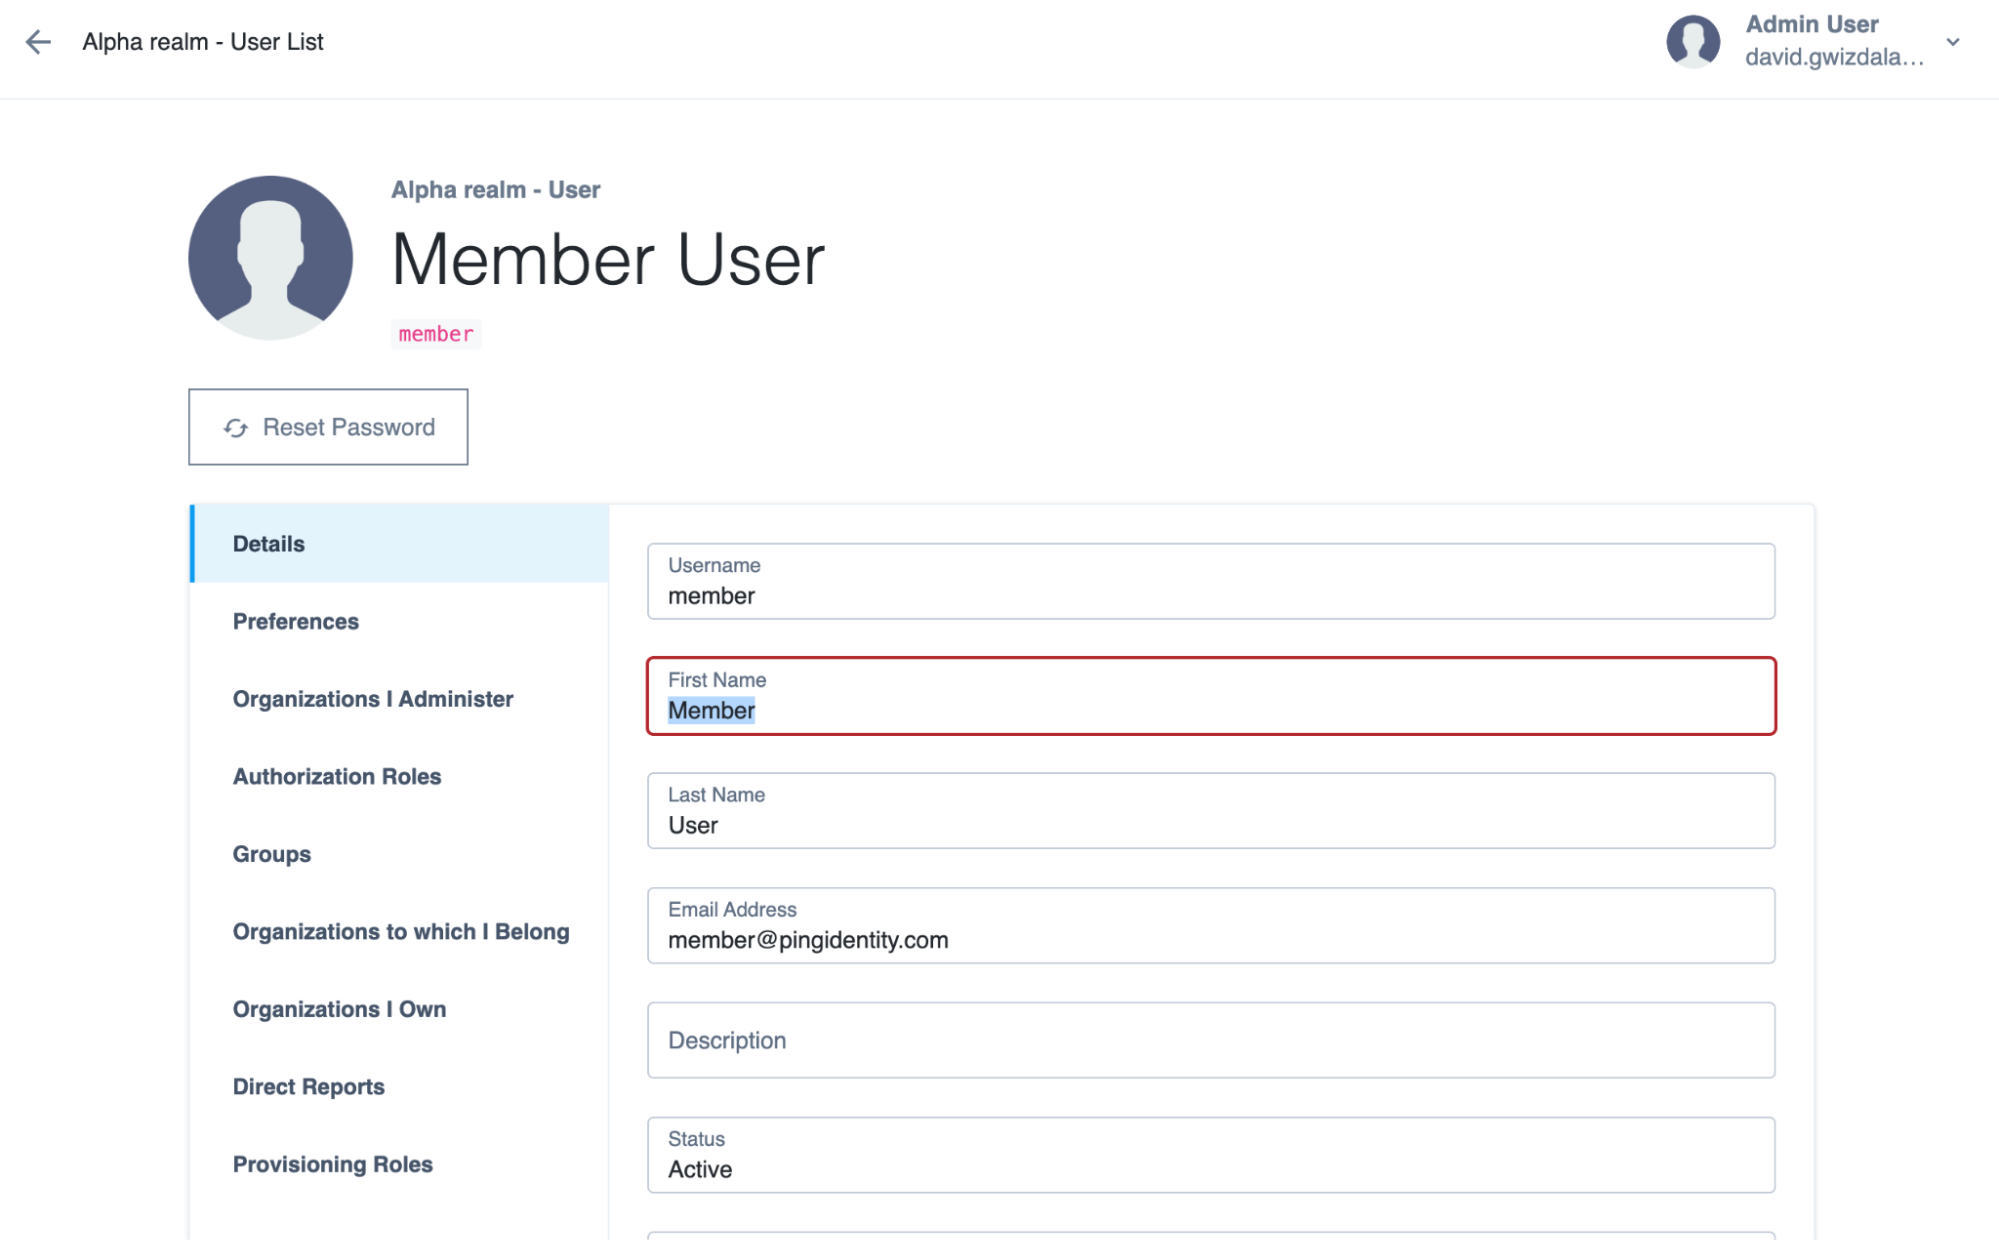 Alpha realm - User List
Admin User
david.gwizdala...
Alpha realm - User
Member User
member
Reset Password
Details
Preferences
Organizations I Administer
Authorization Roles
Groups
Organizations to which I Belong
Organizations I Own
Direct Reports
Provisioning Roles
Username
member
First Name
Member
Last Name
User
Email Address
member@pingidentity.com
Description
Status
Active